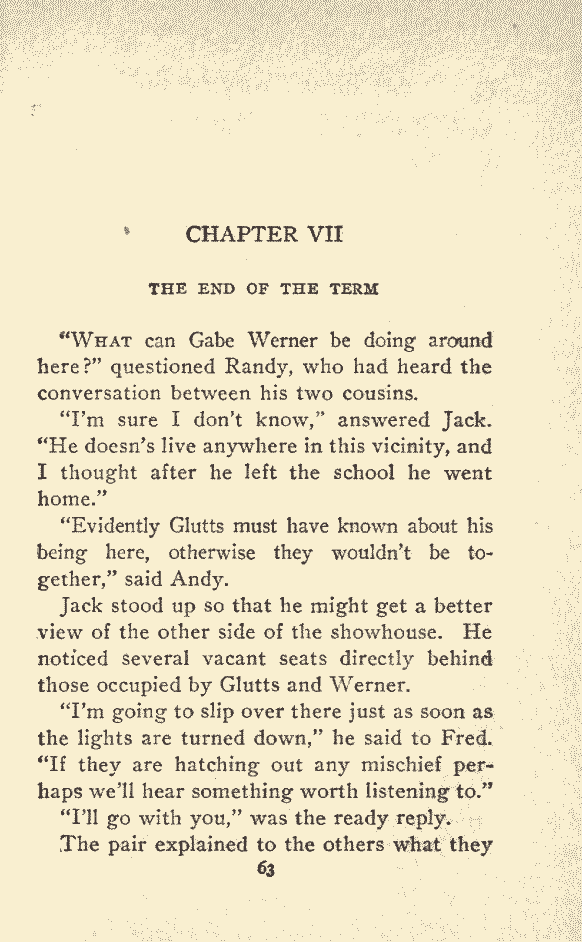 CHAPTER VII
THE END OF THE TERM
“WHAT can Gabe Werner be doing around
here?” questioned Randy, who had heard the
conversation between his two cousins.
“I'm sure I don't know,” answered Jack.
“He doesn's live anywhere in this vicinity, and
I thought after he left the school he went
home.”
“Evidently Glutts must have known about his
being here, otherwise they wouldn't be to-
gether,” said Andy.
Jack stood up so that he might get a better
view of the other side of the showhouse. He
noticed several vacant seats directly behind
those occupied by Glutts and Werner.
“I'm going to slip over there just as soon as
the lights are turned down,” he said to Fred.
“If they are hatching out any mischief per-
haps we'll hear something worth listening to.”
“I'll go with you,” was the ready reply.
The pair explained to the others what they
63